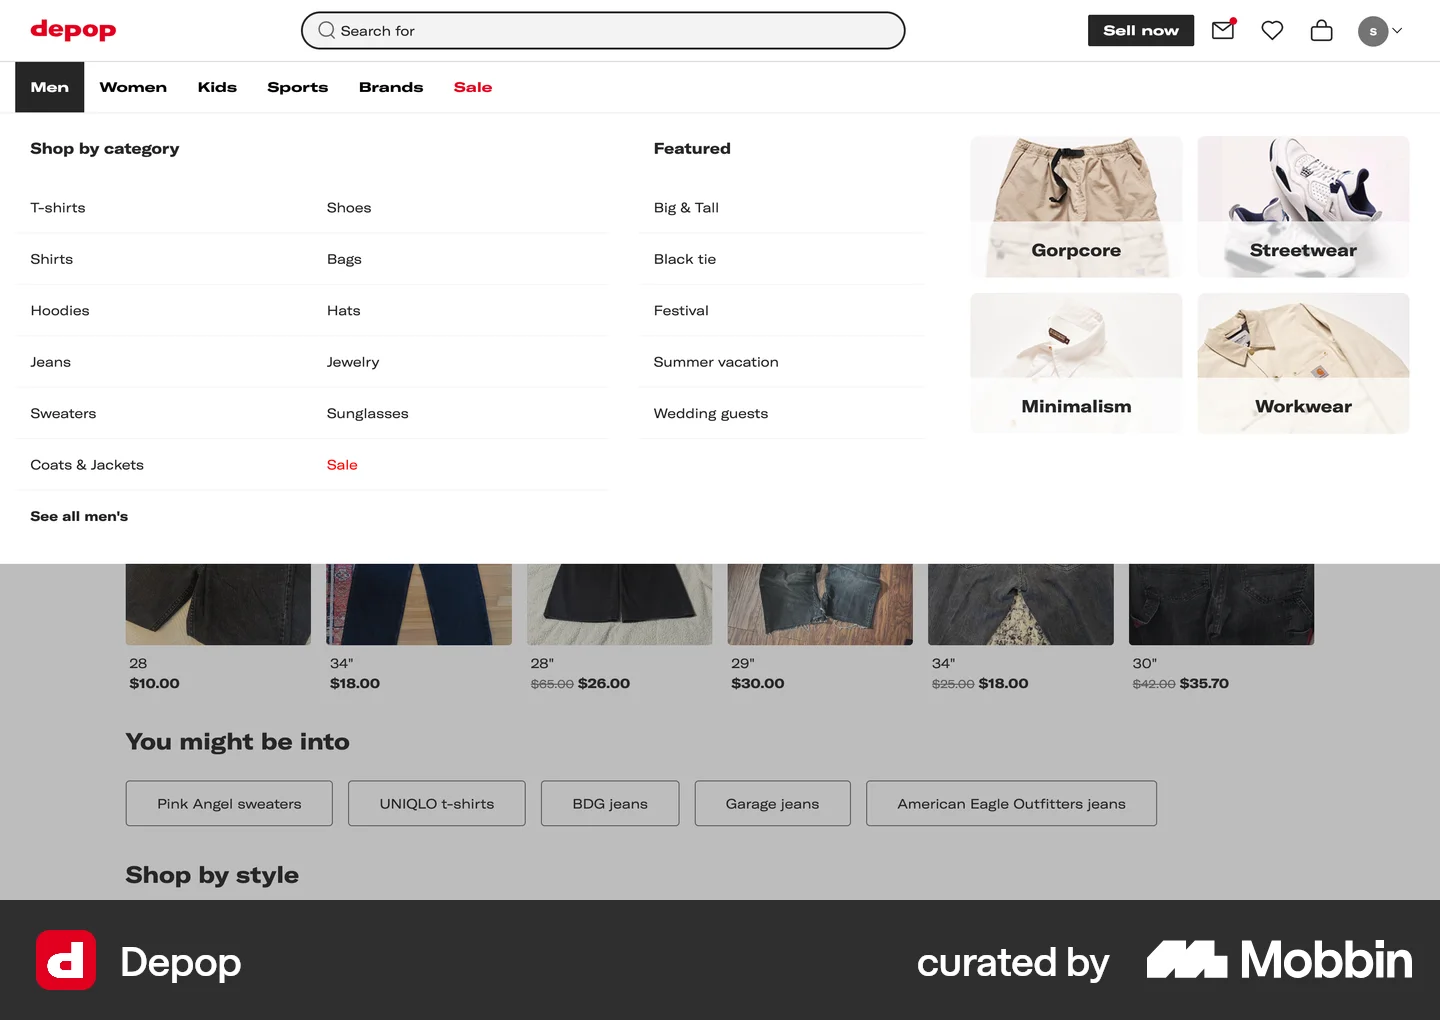 depop
Search for
Sell now
s
Men
Women
Kids
Sports
Brands
Sale
Shop by category
T-shirts
Shirts
Hoodies
Jeans
Sweaters
Coats & Jackets
See all men's
Shoes
Bags
Hats
Jewelry
Sunglasses
Sale
Featured
Big & Tall
Black tie
Festival
Summer vacation
Wedding guests
Gorpcore
Streetwear
Minimalism
Workwear
28
$10.00
34"
$18.00
28"
$65.00 $26.00
29"
$30.00
34"
$25.00 $18.00
30"
$42.00 $35.70
You might be into
Pink Angel sweaters
UNIQLO t-shirts
BDG jeans
Garage jeans
American Eagle Outfitters jeans
Shop by style
d
Depop
curated by
Mobbin